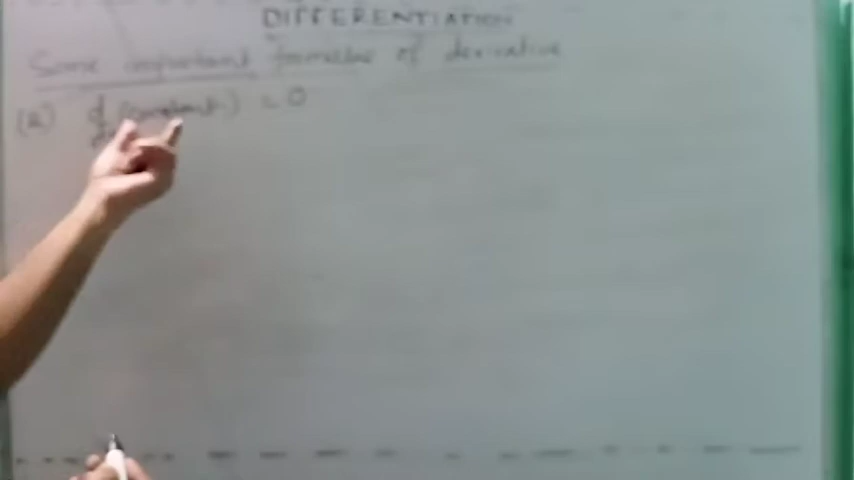 DIFFERENTIATION
Some important formulae of derivative
(a) d/dx (constant) = 0